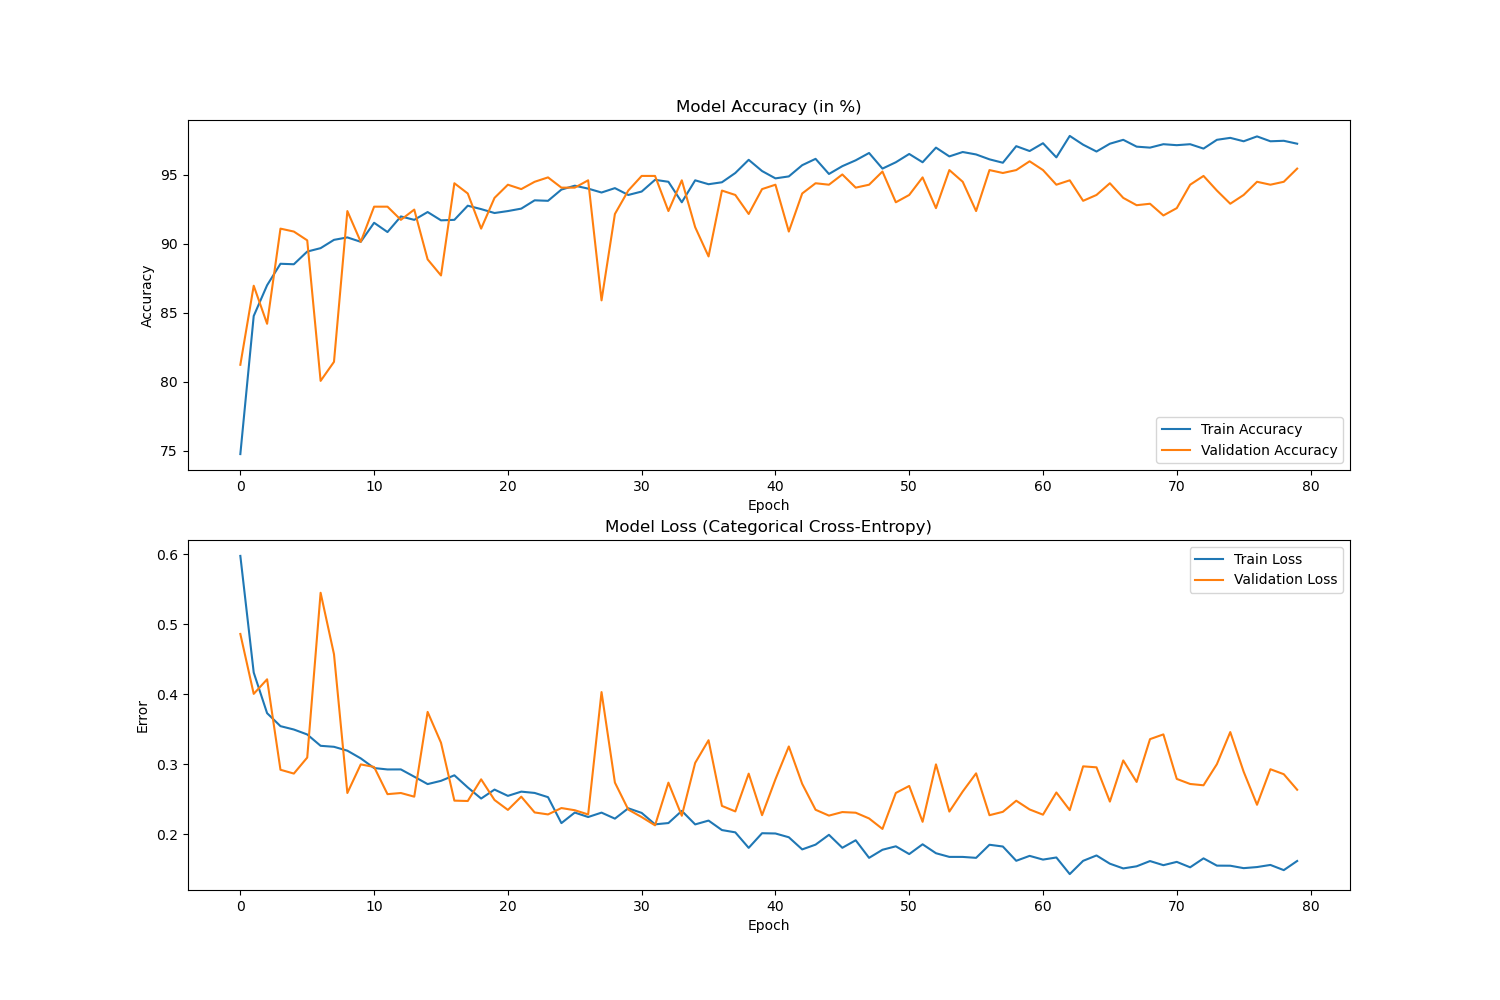 Model Accuracy (in %)
95
90
85
80
75
Accuracy
Train Accuracy
Validation Accuracy
0 10 20 30 40 50 60 70 80
Epoch
Model Loss (Categorical Cross-Entropy)
0.6
0.5
0.4
0.3
0.2
Error
Train Loss
Validation Loss
0 10 20 30 40 50 60 70 80
Epoch